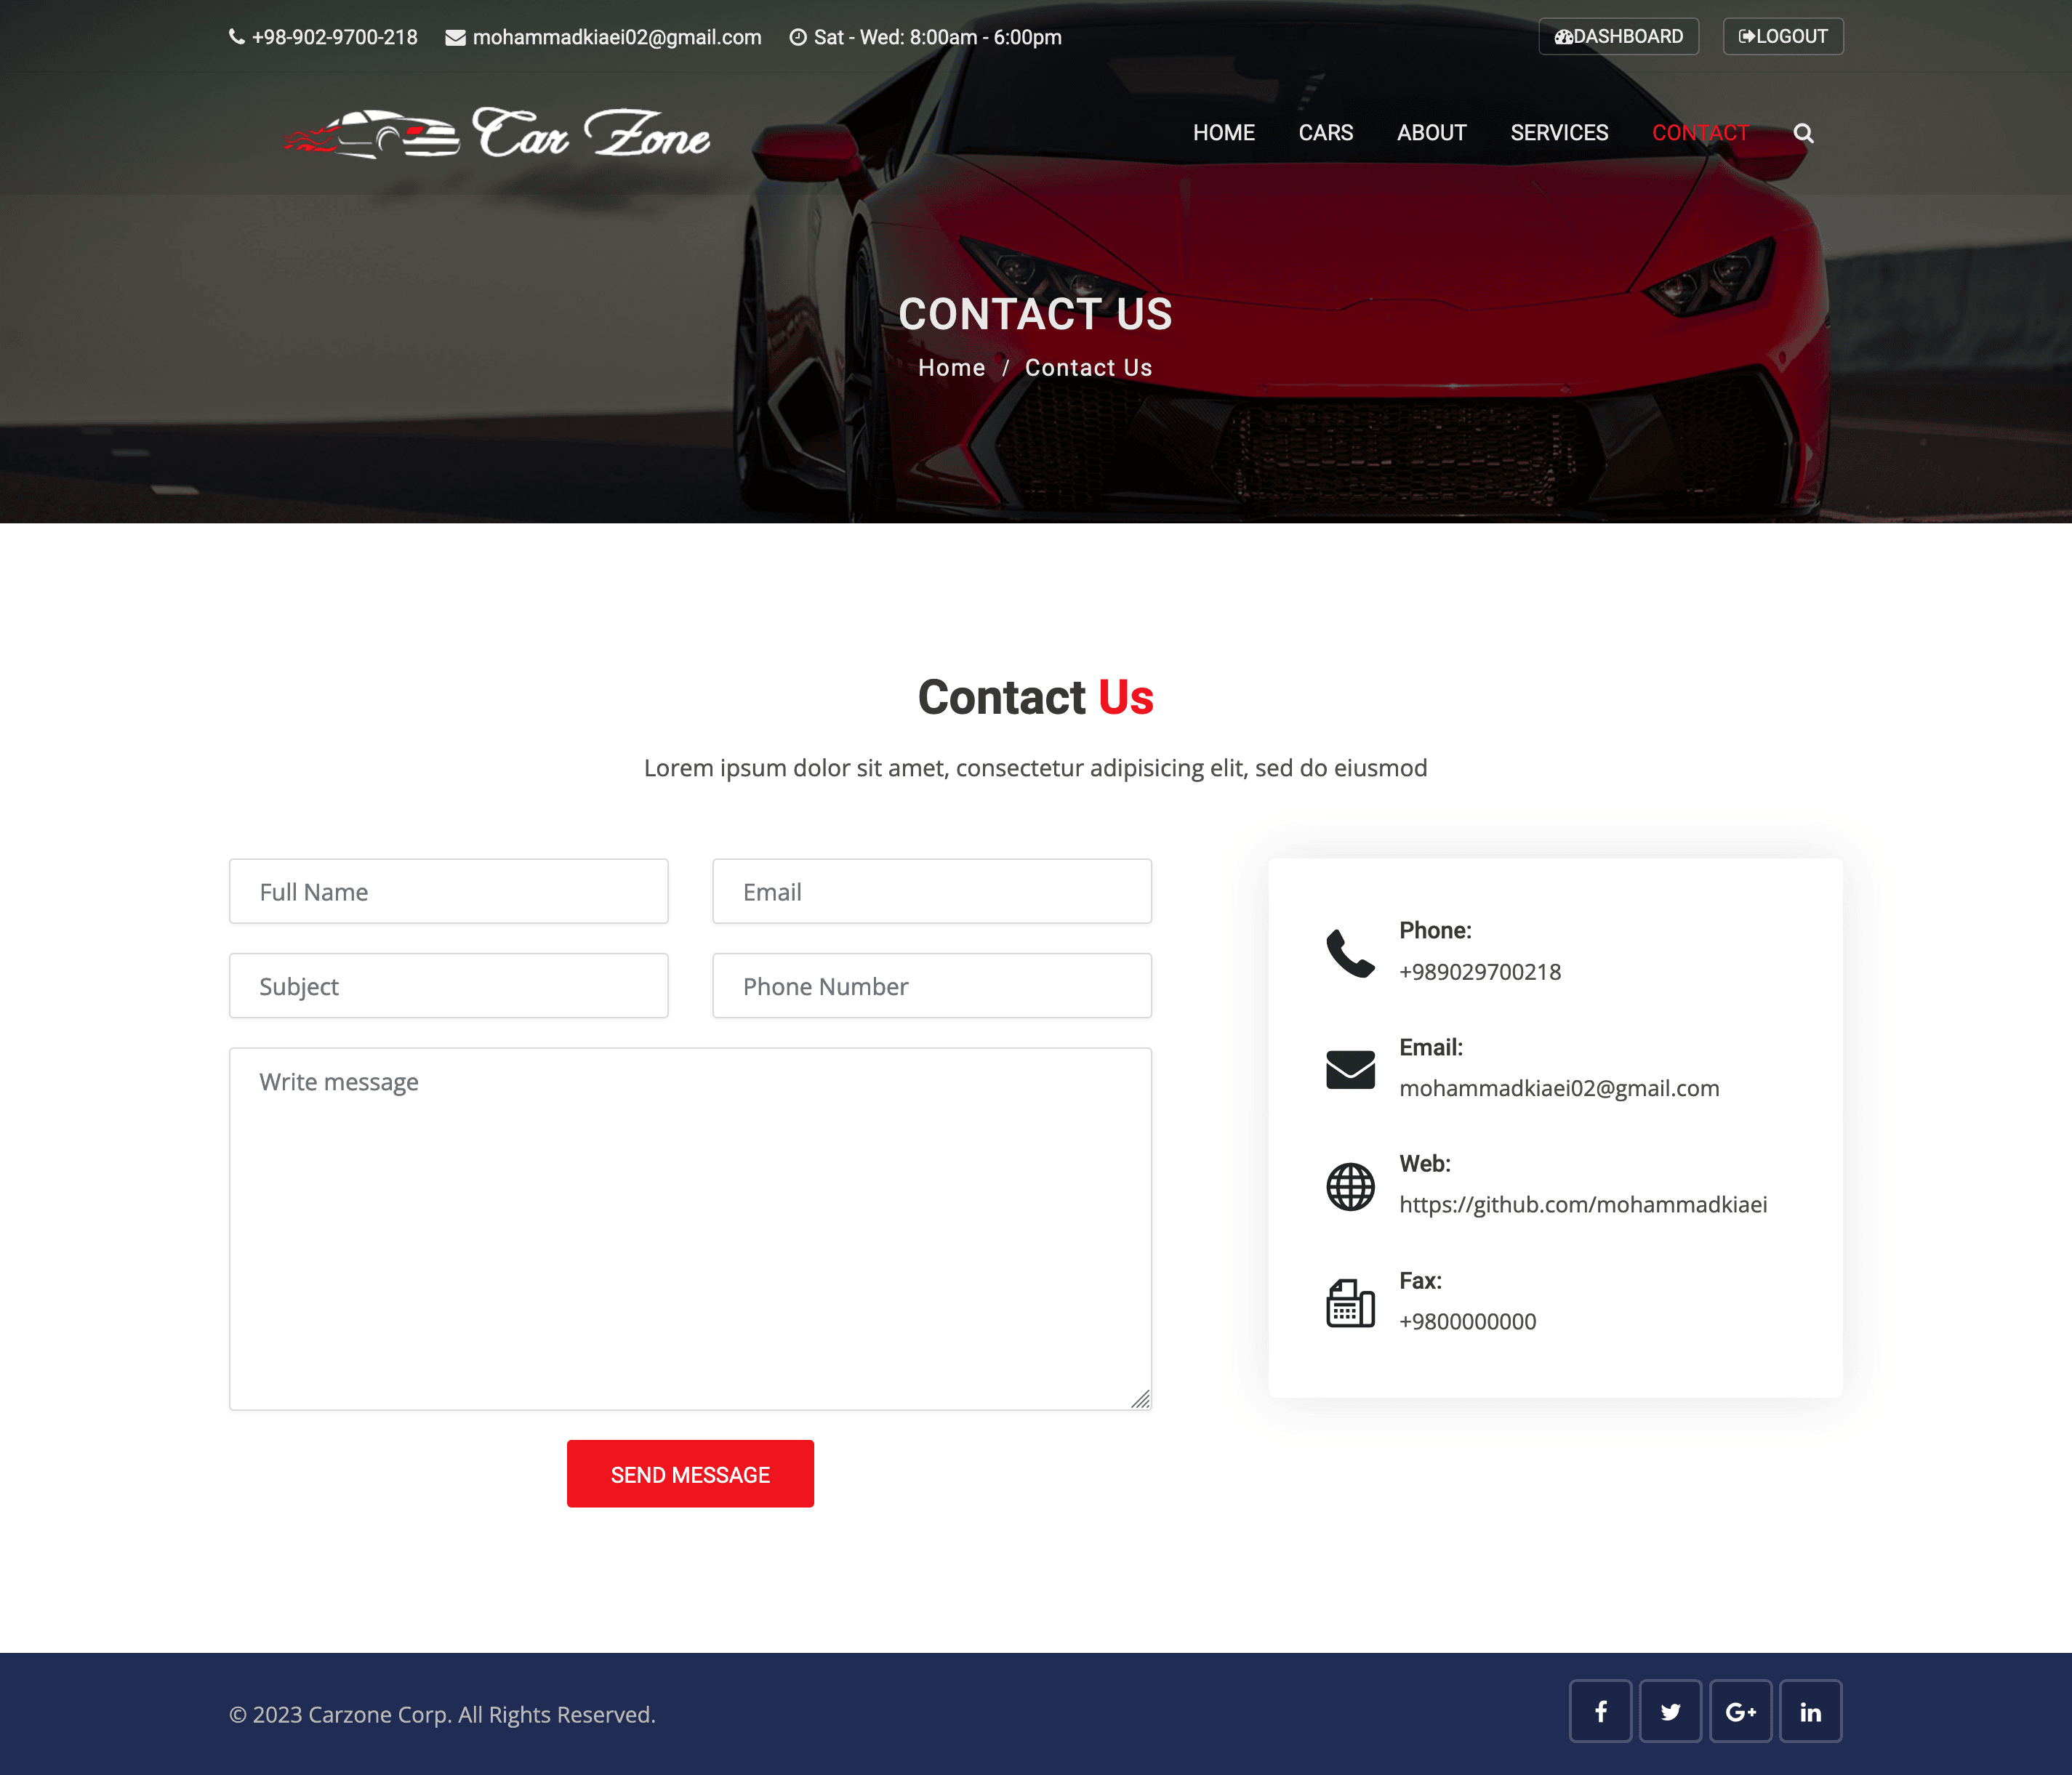 +98-902-9700-218 mohammadkiaei02@gmail.com Sat - Wed: 8:00am - 6:00pm DASHBOARD LOGOUT
Car Zone HOME CARS ABOUT SERVICES CONTACT
CONTACT US
Home / Contact Us
Contact Us
Lorem ipsum dolor sit amet, consectetur adipisicing elit, sed do eiusmod
Full Name Email
Subject Phone Number
Write message
SEND MESSAGE
Phone:
+989029700218
Email:
mohammadkiaei02@gmail.com
Web:
https://github.com/mohammadkiaei
Fax:
+9800000000
© 2023 Carzone Corp. All Rights Reserved.